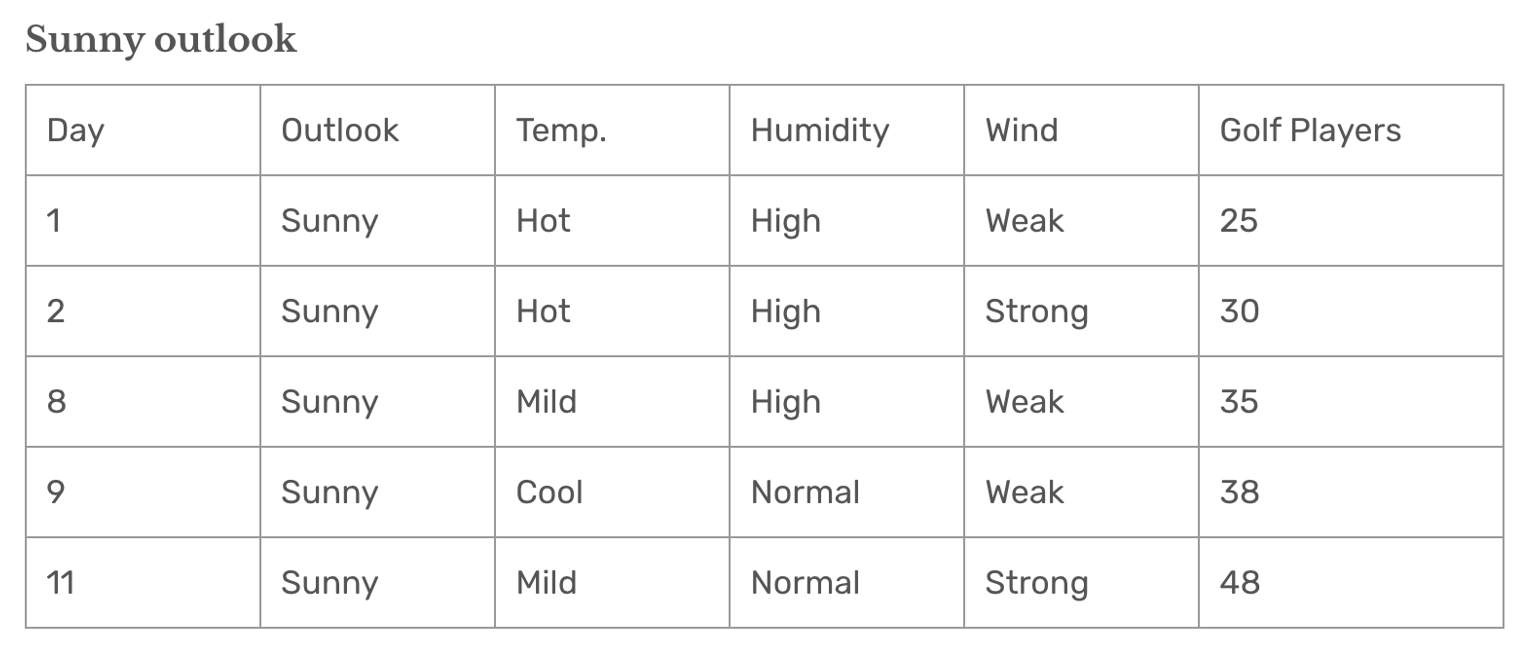 Sunny outlook
Day Outlook Temp. Humidity Wind Golf Players
1 Sunny Hot High Weak 25
2 Sunny Hot High Strong 30
8 Sunny Mild High Weak 35
9 Sunny Cool Normal Weak 38
11 Sunny Mild Normal Strong 48